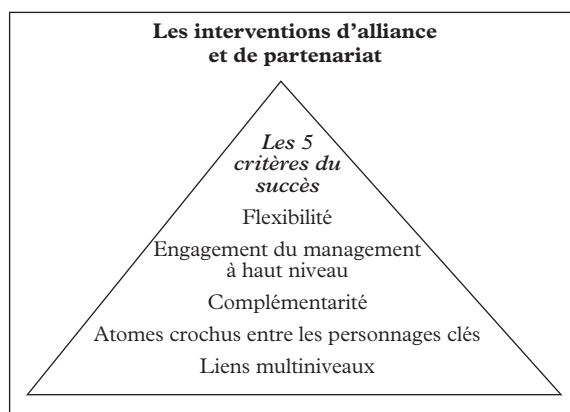 Les interventions d'alliance
et de partenariat
Les 5
critères du
succès
Flexibilité
Engagement du management
à haut niveau
Complémentarité
Atomes crochus entre les personnages clés
Liens multiniveaux